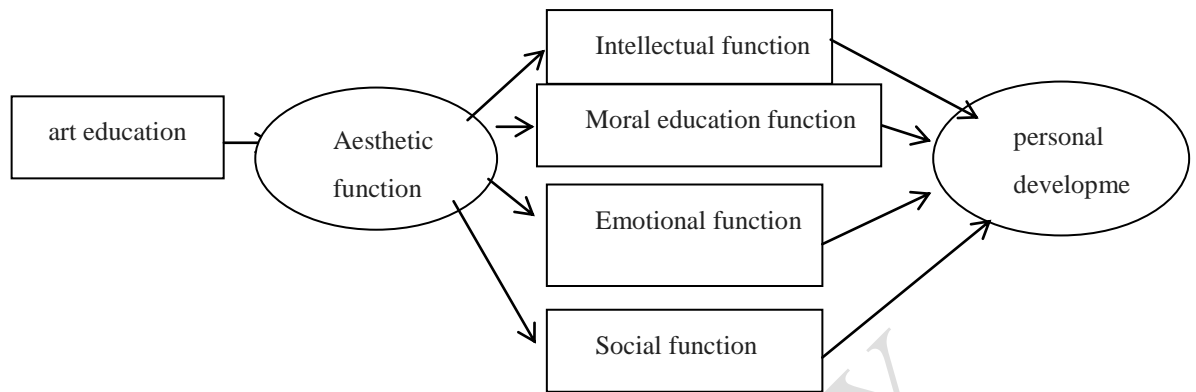 art education
Aesthetic
function
Intellectual function
Moral education function
Emotional function
Social function
personal
developme